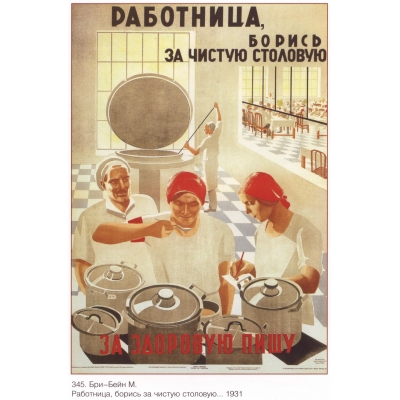 РАБОТНИЦА,
БОРИСЬ
ЗА ЧИСТУЮ СТОЛОВУЮ
ЗА ЗДОРОВУЮ ПИЩУ
345. Бри-Бейн М.
Работница, борись за чистую столовую... 1931